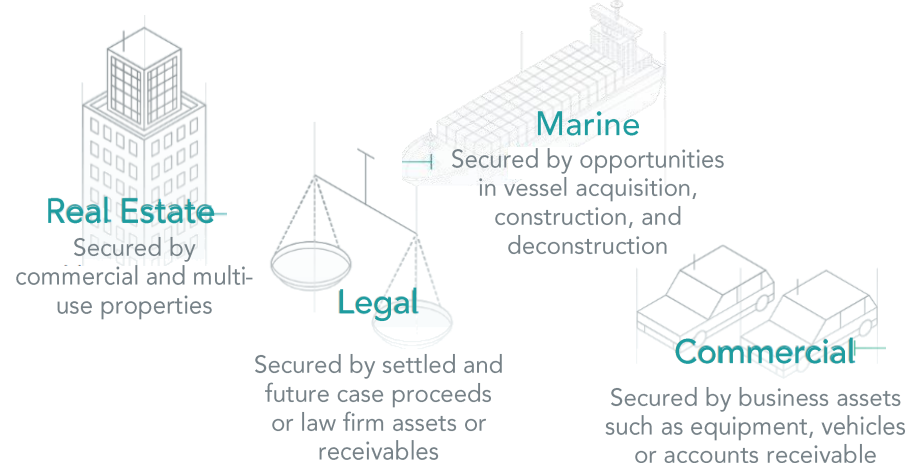 Real Estate
Secured by
commercial and multi-
use properties
Legal
Secured by settled and
future case proceeds
or law firm assets or
receivables
Marine
Secured by opportunities
in vessel acquisition,
construction, and
deconstruction
Commercial
Secured by business assets
such as equipment, vehicles
or accounts receivable